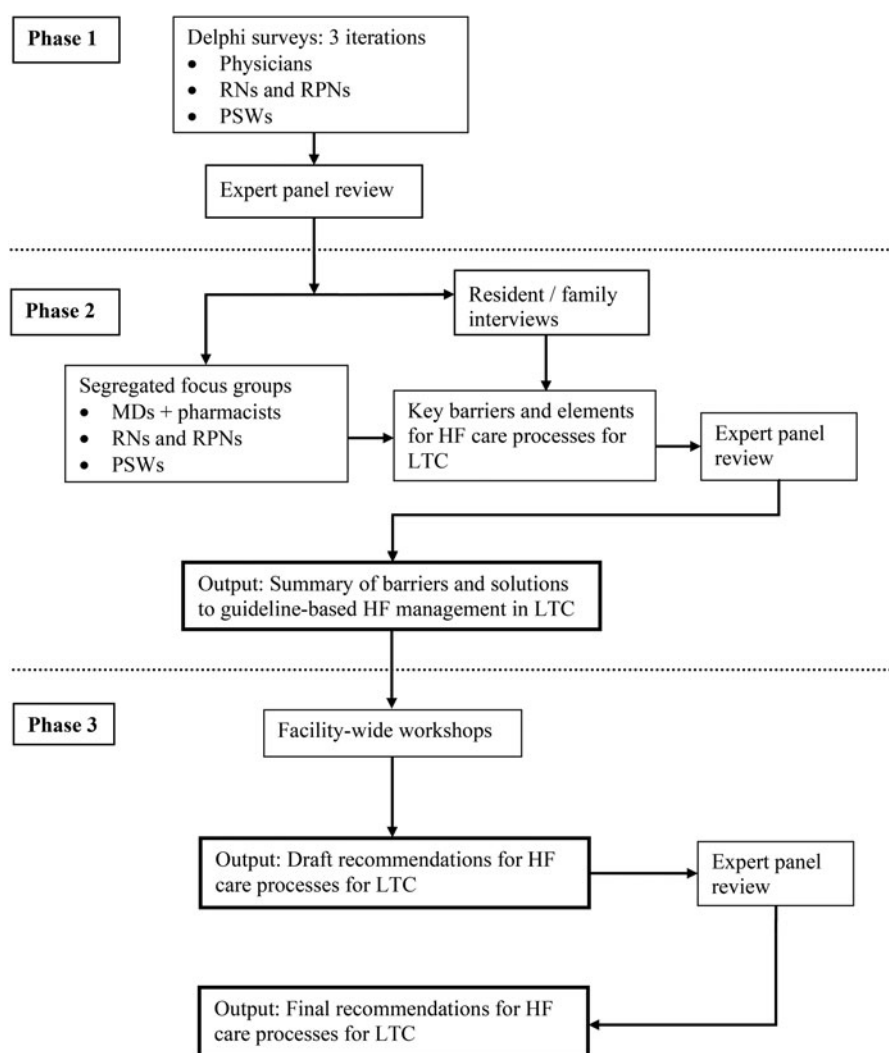 Phase 1
Delphi surveys: 3 iterations
• Physicians
• RNs and RPNs
• PSWs
Expert panel review
Phase 2
Resident / family
interviews
Segregated focus groups
• MDs + pharmacists
• RNs and RPNs
• PSWs
Key barriers and elements
for HF care processes for
LTC
Expert panel
review
Output: Summary of barriers and solutions
to guideline-based HF management in LTC
Phase 3
Facility-wide workshops
Output: Draft recommendations for HF
care processes for LTC
Expert panel
review
Output: Final recommendations for HF
care processes for LTC